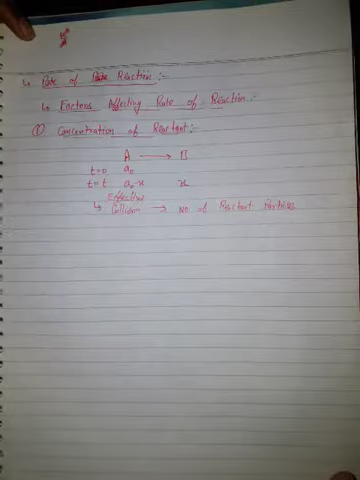 ↳ Rate of Reaction :-
↳ Factors Affecting Rate of Reaction :-
① Concentration of Reactant :-
A → B
t=0 a₀
t=t a₀-x x
Effective
↳ Collision → No of Reactant Particles